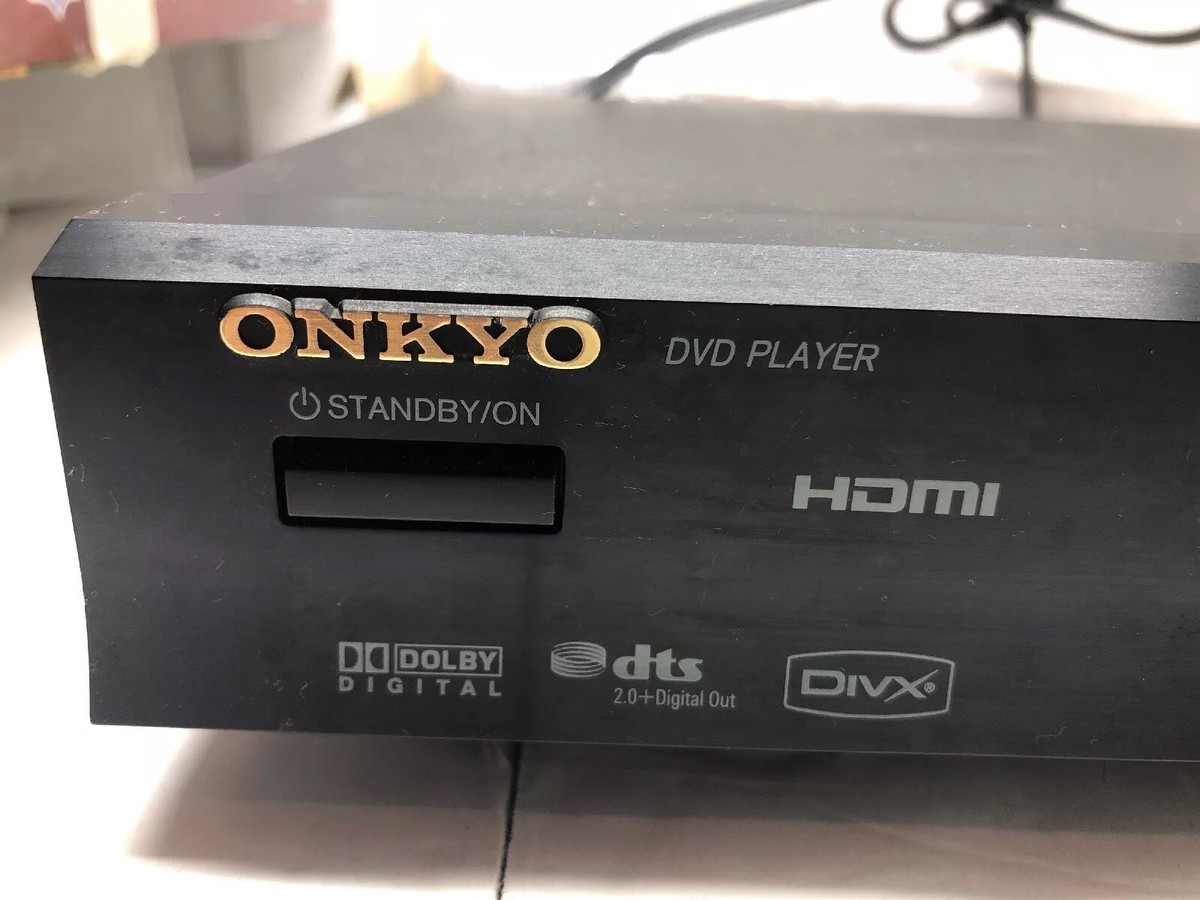 ONKYO
DVD PLAYER
STANDBY/ON
HDMI
DOLBY
DIGITAL
dts
2.0+Digital Out
DIVX®